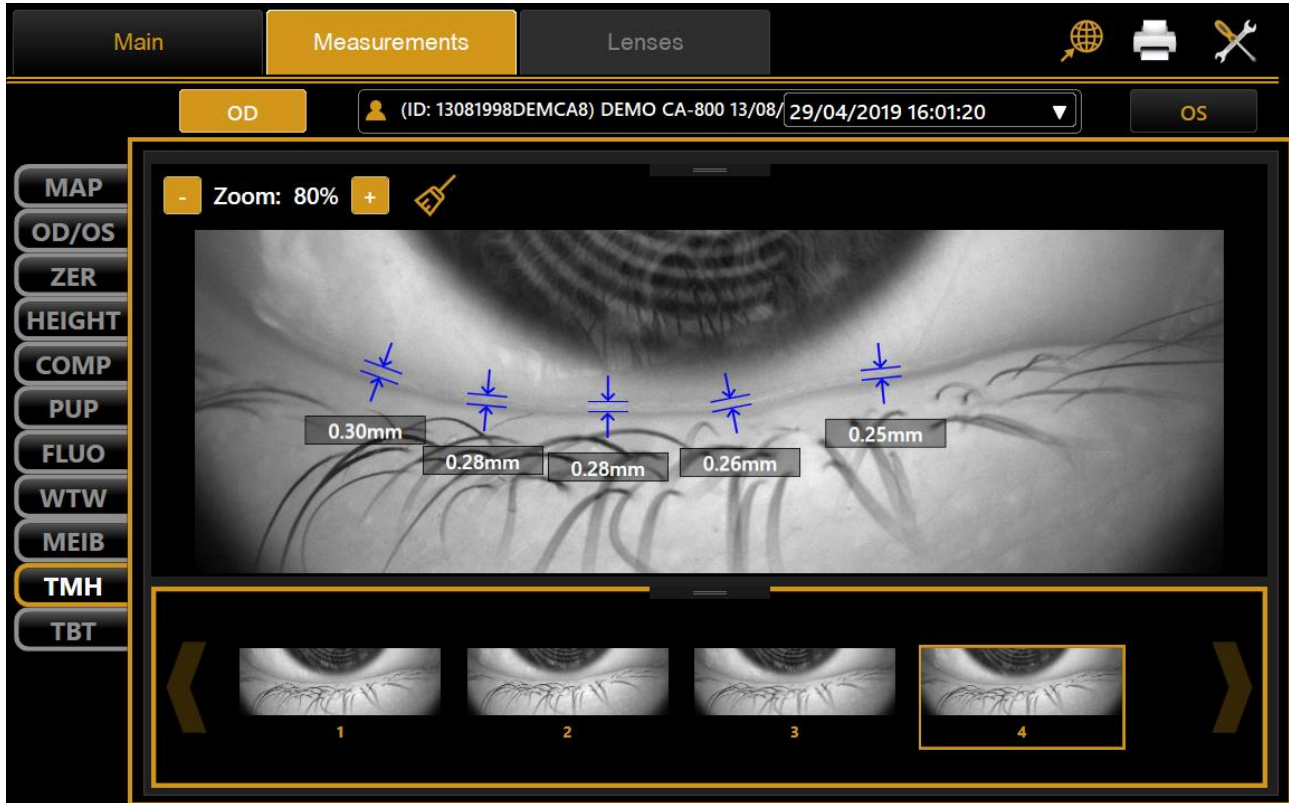 Main Measurements Lenses
OD (ID: 13081998DEMCA8) DEMO CA-800 13/08/ 29/04/2019 16:01:20 ▼ OS
- Zoom: 80% +
MAP
OD/OS
ZER
HEIGHT
COMP
PUP
FLUO
WTW
MEIB
TMH
TBT
0.30mm
0.28mm
0.28mm
0.26mm
0.25mm
1 2 3 4